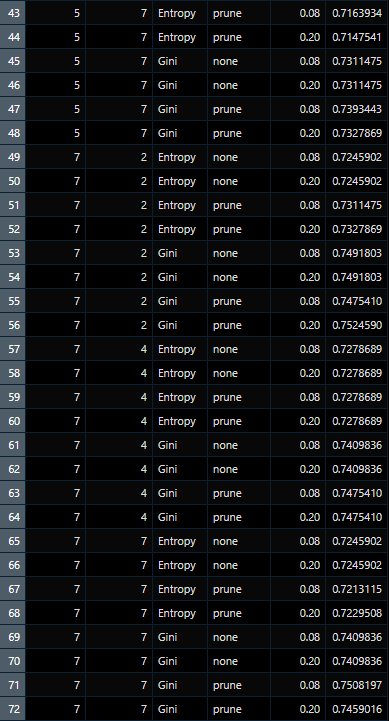 43 5 7 Entropy prune 0.08 0.7163934
44 5 7 Entropy prune 0.20 0.7147541
45 5 7 Gini none 0.08 0.7311475
46 5 7 Gini none 0.20 0.7311475
47 5 7 Gini prune 0.08 0.7393443
48 5 7 Gini prune 0.20 0.7327869
49 7 2 Entropy none 0.08 0.7245902
50 7 2 Entropy none 0.20 0.7245902
51 7 2 Entropy prune 0.08 0.7311475
52 7 2 Entropy prune 0.20 0.7327869
53 7 2 Gini none 0.08 0.7491803
54 7 2 Gini none 0.20 0.7491803
55 7 2 Gini prune 0.08 0.7475410
56 7 2 Gini prune 0.20 0.7524590
57 7 4 Entropy none 0.08 0.7278689
58 7 4 Entropy none 0.20 0.7278689
59 7 4 Entropy prune 0.08 0.7278689
60 7 4 Entropy prune 0.20 0.7278689
61 7 4 Gini none 0.08 0.7409836
62 7 4 Gini none 0.20 0.7409836
63 7 4 Gini prune 0.08 0.7475410
64 7 4 Gini prune 0.20 0.7475410
65 7 7 Entropy none 0.08 0.7245902
66 7 7 Entropy none 0.20 0.7245902
67 7 7 Entropy prune 0.08 0.7213115
68 7 7 Entropy prune 0.20 0.7229508
69 7 7 Gini none 0.08 0.7409836
70 7 7 Gini none 0.20 0.7409836
71 7 7 Gini prune 0.08 0.7508197
72 7 7 Gini prune 0.20 0.7459016